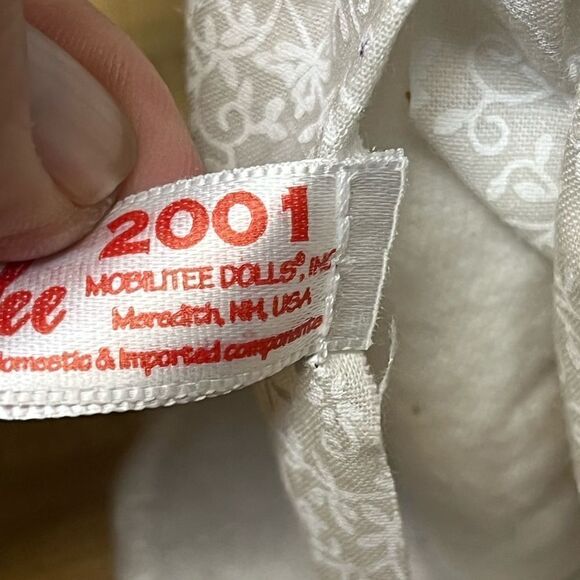 2001
MOBILITEE DOLLS®, INC
Meredith, NH, USA
domestic & imported components